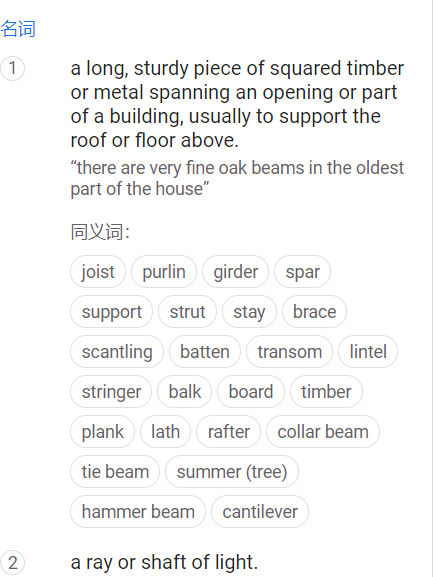 名词
1 a long, sturdy piece of squared timber
or metal spanning an opening or part
of a building, usually to support the
roof or floor above.
“there are very fine oak beams in the oldest
part of the house”
同义词：
joist purlin girder spar
support strut stay brace
scantling batten transom lintel
stringer balk board timber
plank lath rafter collar beam
tie beam summer (tree)
hammer beam cantilever
2 a ray or shaft of light.